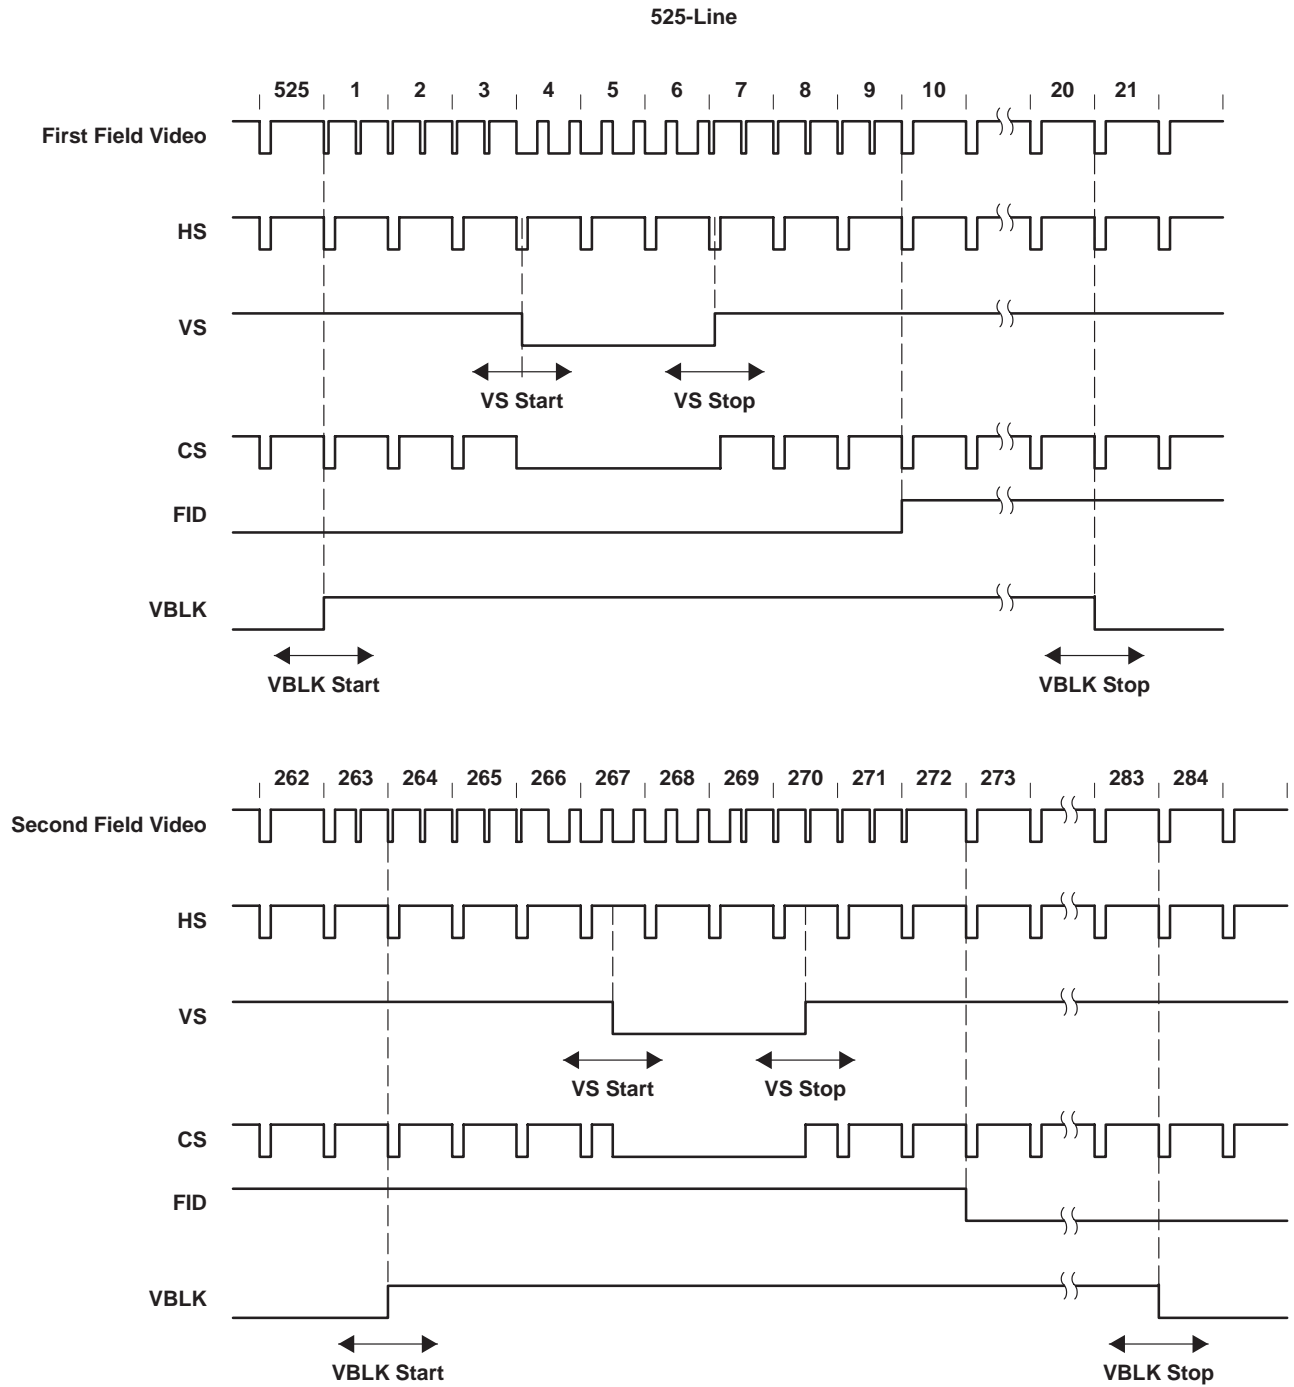 525-Line
525 1 2 3 4 5 6 7 8 9 10 20 21
First Field Video
HS
VS
VS Start VS Stop
CS
FID
VBLK
VBLK Start VBLK Stop
262 263 264 265 266 267 268 269 270 271 272 273 283 284
Second Field Video
HS
VS
VS Start VS Stop
CS
FID
VBLK
VBLK Start VBLK Stop